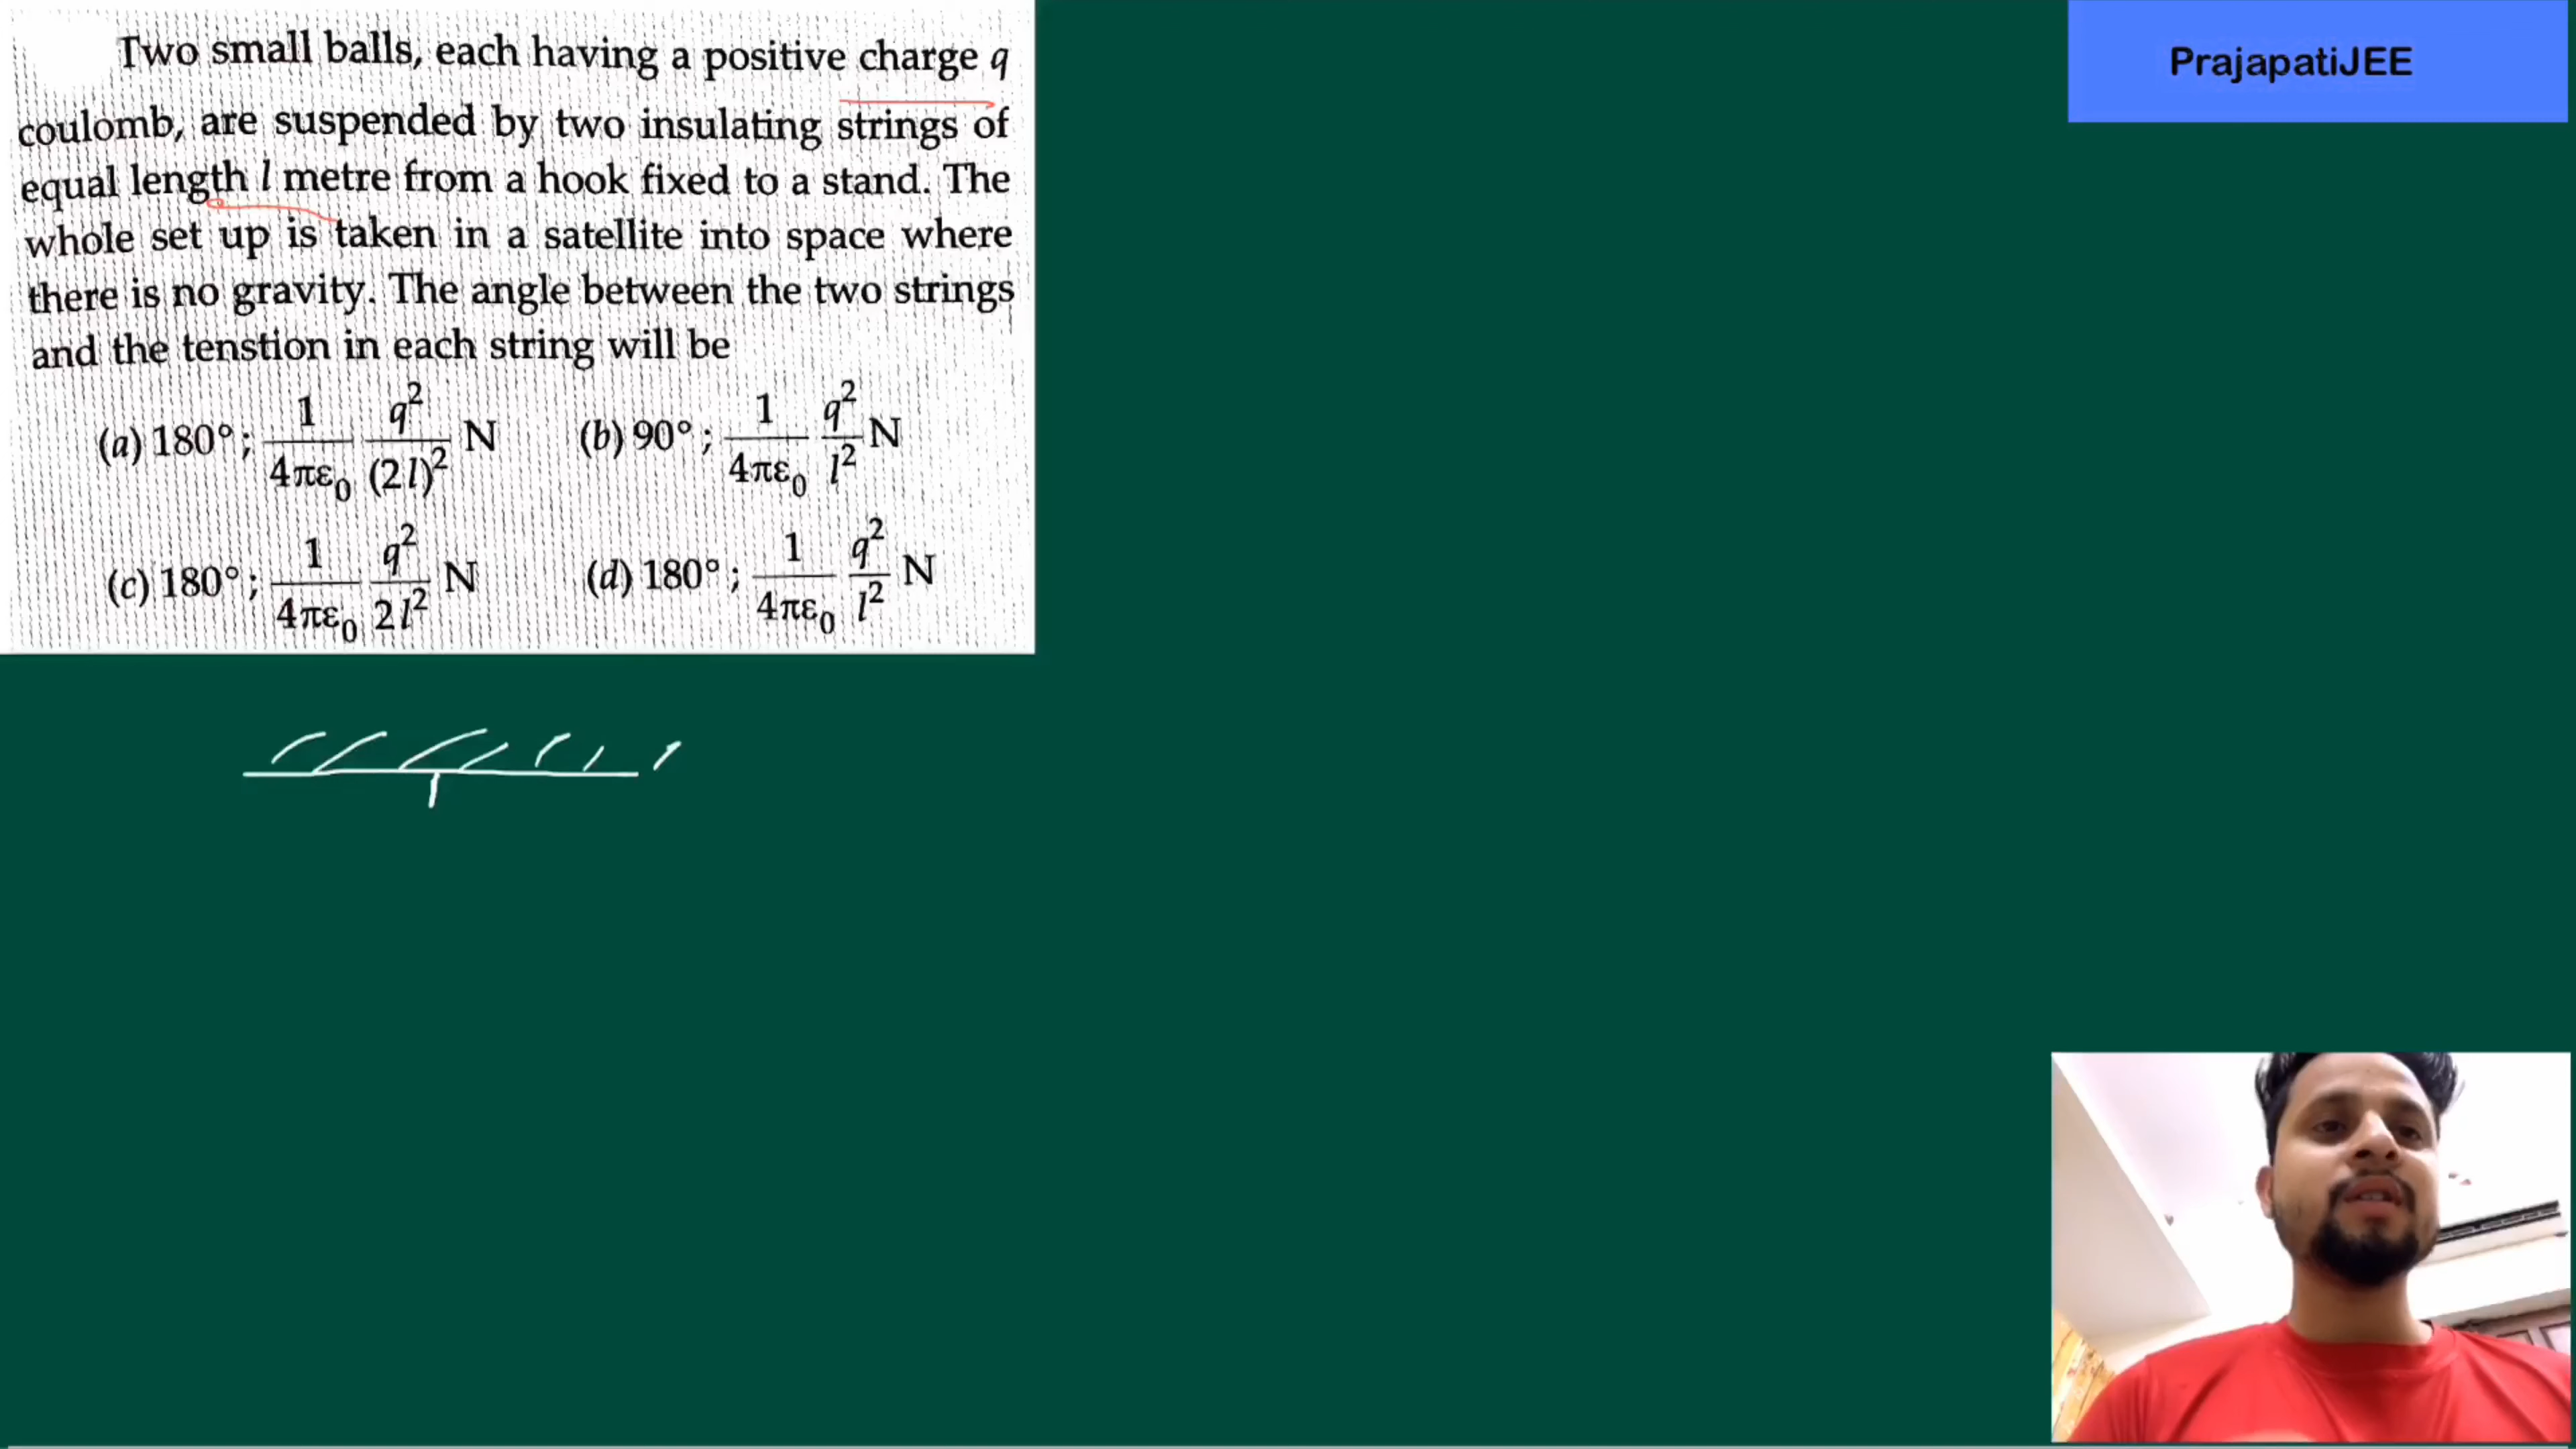 Two small balls, each having a positive charge q
coulomb, are suspended by two insulating strings of
equal length l metre from a hook fixed to a stand. The
whole set up is taken in a satellite into space where
there is no gravity. The angle between the two strings
and the tenstion in each string will be
(a) 180°; 1/4πε₀ q²/(2l)² N (b) 90°; 1/4πε₀ q²/l² N
(c) 180°; 1/4πε₀ q²/2l² N (d) 180°; 1/4πε₀ q²/l² N
PrajapatiJEE